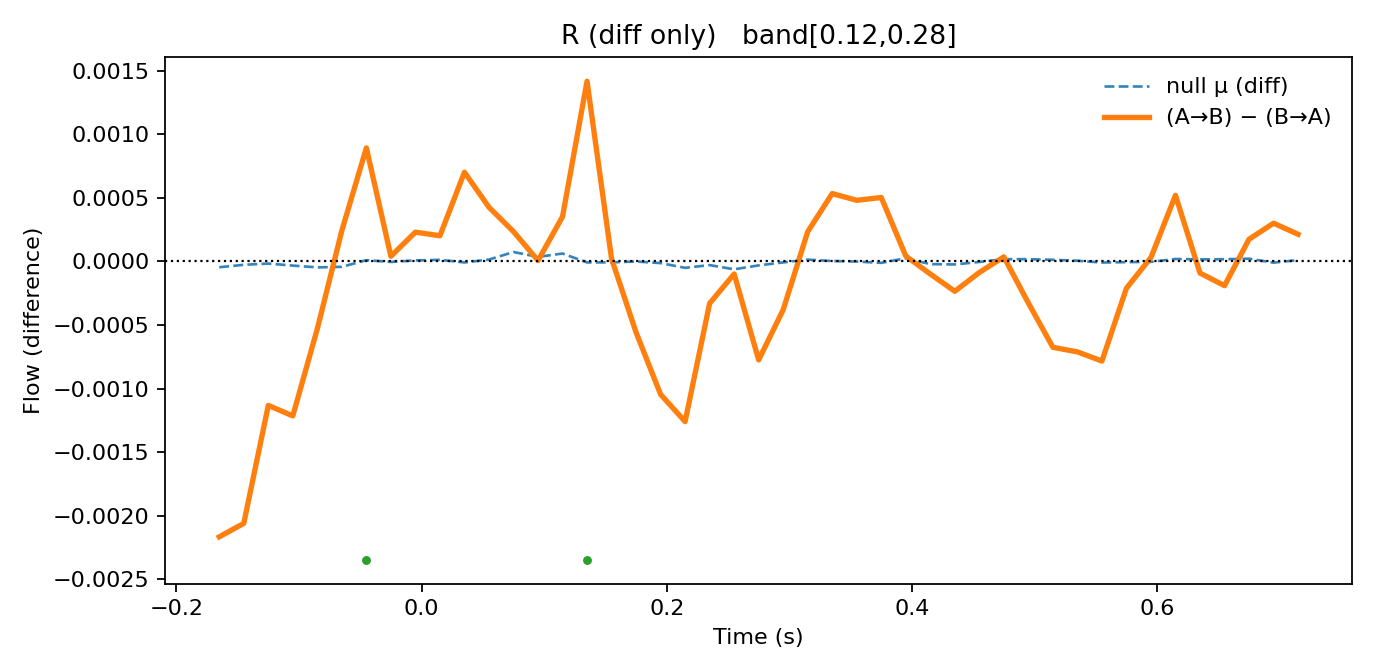 R (diff only)   band[0.12,0.28]
null μ (diff)
(A→B) − (B→A)
Flow (difference)
0.0015
0.0010
0.0005
0.0000
−0.0005
−0.0010
−0.0015
−0.0020
−0.0025
−0.2
0.0
0.2
0.4
0.6
Time (s)